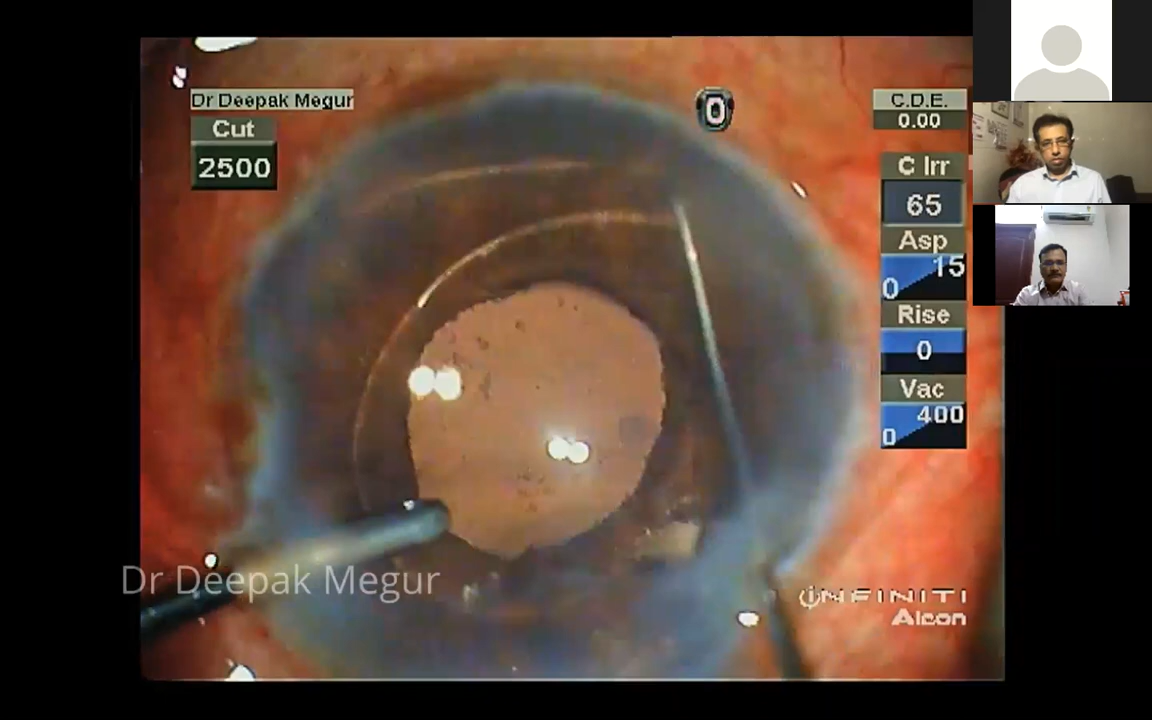 Dr Deepak Megur
Cut
2500
0
C.D.E.
0.00
C Irr
65
Asp
15
0
Rise
0
Vac
400
0
Dr Deepak Megur
INFINITI
Alcon